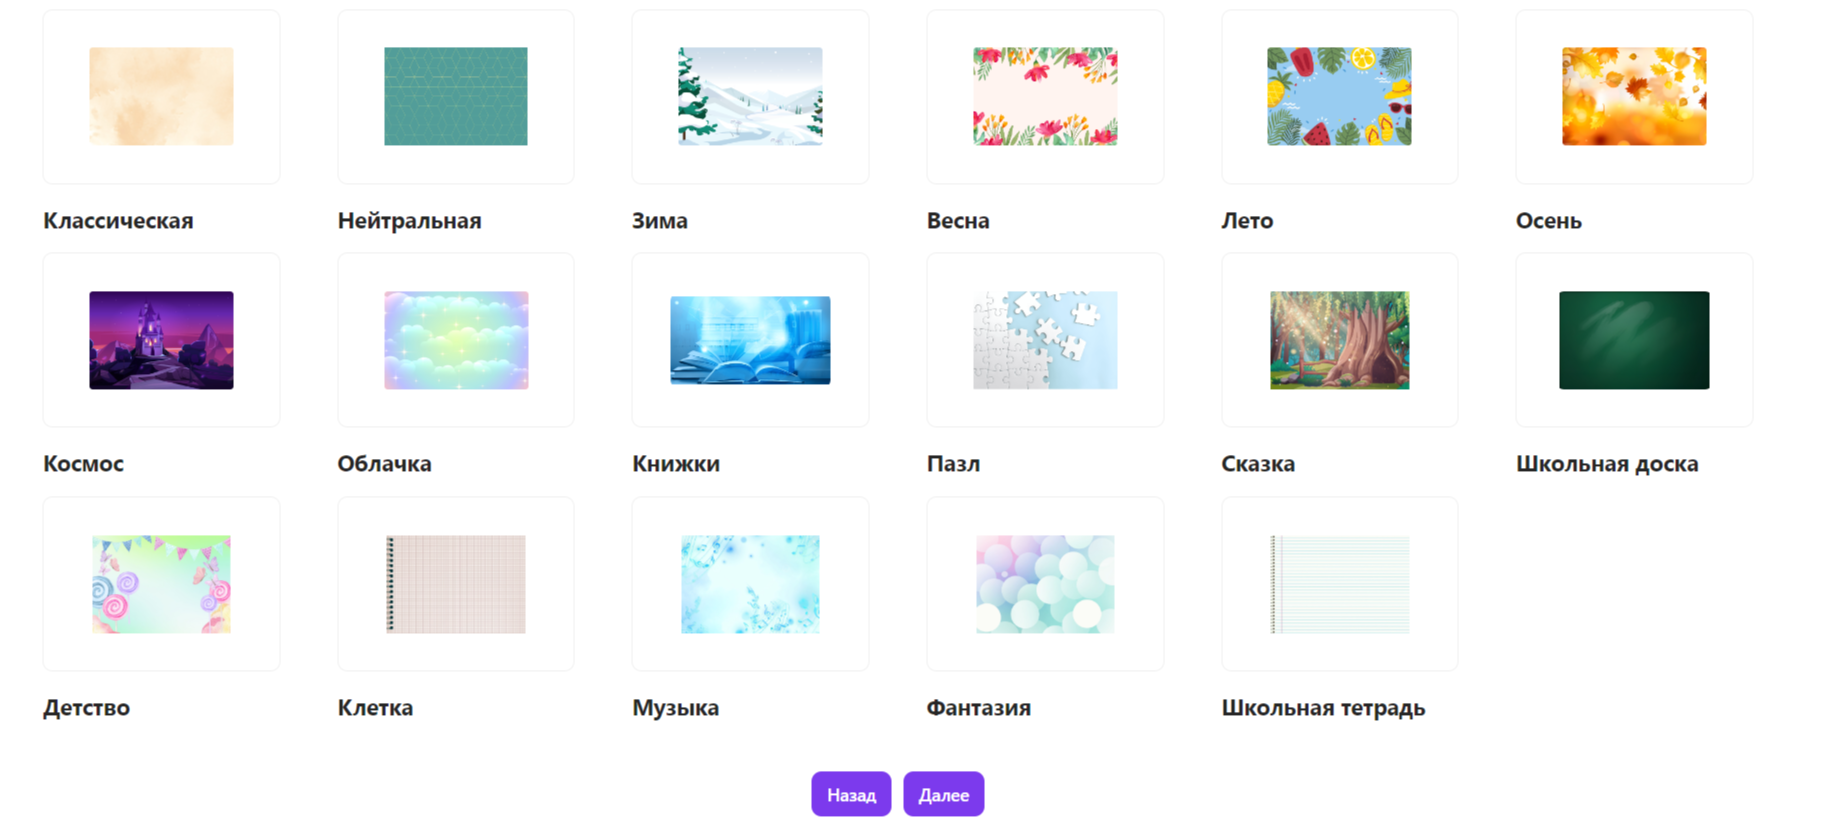 Классическая
Нейтральная
Зима
Весна
Лето
Осень
Космос
Облачка
Книжки
Пазл
Сказка
Школьная доска
Детство
Клетка
Музыка
Фантазия
Школьная тетрадь
Назад
Далее